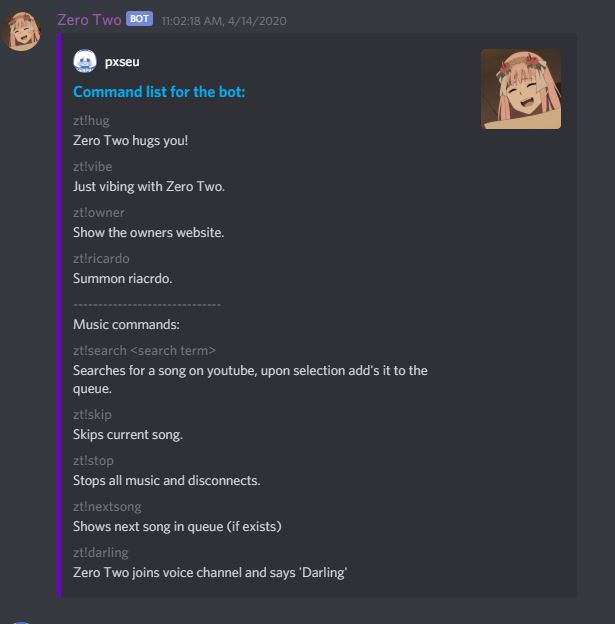 Zero Two BOT 11:02:18 AM, 4/14/2020
pxseu
Command list for the bot:
zt!hug
Zero Two hugs you!
zt!vibe
Just vibing with Zero Two.
zt!owner
Show the owners website.
zt!ricardo
Summon riacrdo.
------------------------------
Music commands:
zt!search <search term>
Searches for a song on youtube, upon selection add's it to the
queue.
zt!skip
Skips current song.
zt!stop
Stops all music and disconnects.
zt!nextsong
Shows next song in queue (if exists)
zt!darling
Zero Two joins voice channel and says 'Darling'